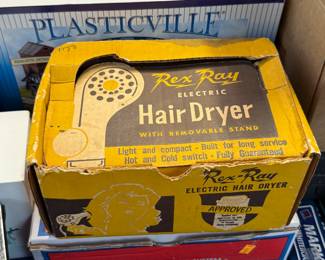 PLASTICVILLE
Rex Ray
ELECTRIC
Hair Dryer
WITH REMOVABLE STAND
Light and compact - Built for long service
Hot and Cold switch - Fully Guaranteed
Rex-Ray
ELECTRIC HAIR DRYER
APPROVED